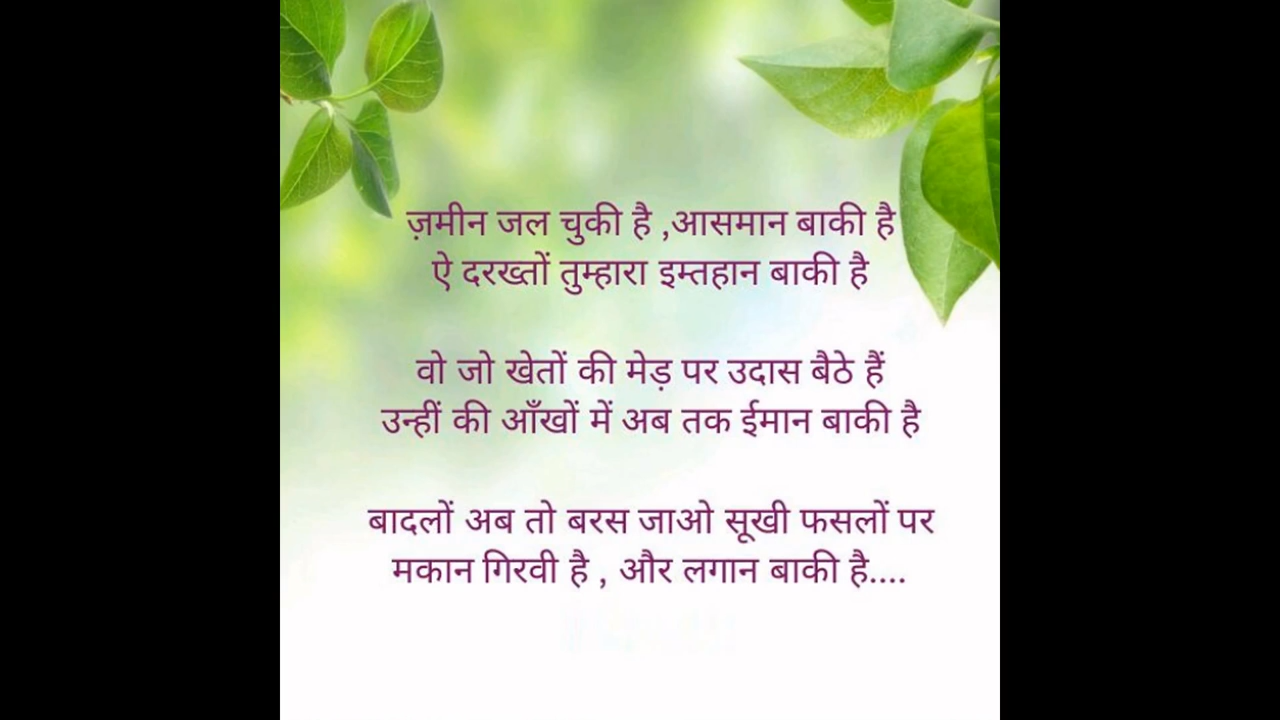 ज़मीन जल चुकी है ,आसमान बाकी है
ऐ दरख्तों तुम्हारा इम्तहान बाकी है
वो जो खेतों की मेड़ पर उदास बैठे हैं
उन्हीं की आँखों में अब तक ईमान बाकी है
बादलों अब तो बरस जाओ सूखी फसलों पर
मकान गिरवी है , और लगान बाकी है....